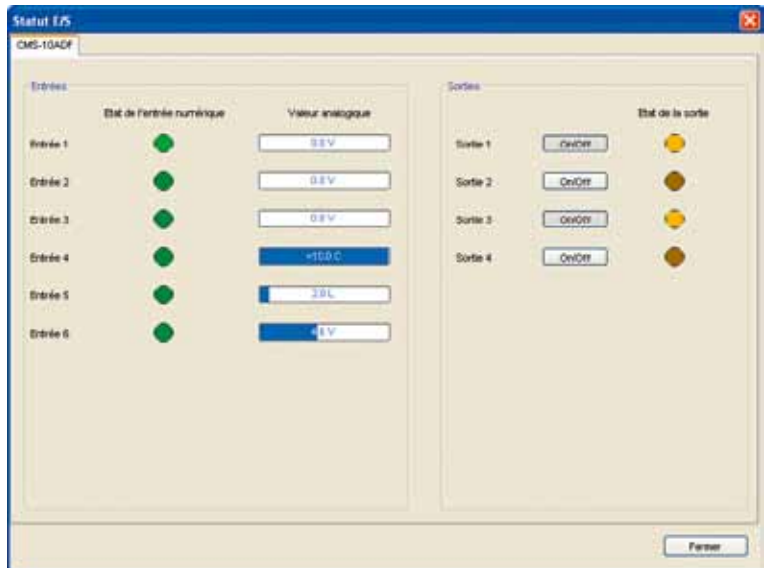 Statut E/S
CMS-10ADF
Entrées
Etat de l'entrée numérique Valeur analogique
Entrée 1 0.0 V
Entrée 2 0.0 V
Entrée 3 0.0 V
Entrée 4 +10.0 C
Entrée 5 2.0 L
Entrée 6 V
Sorties
Etat de la sortie
Sortie 1 On/Off
Sortie 2 On/Off
Sortie 3 On/Off
Sortie 4 On/Off
Fermer